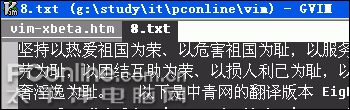 8.txt (g:\study\it\pconline\vim) - GVIM
vim-xbeta.htm 8.txt
坚持以热爱祖国为荣、以危害祖国为耻,以服务
荣为耻,以团结互助为荣、以损人利己为耻,以
奢淫逸为耻。 以下是中青网的翻译版本 Eigh